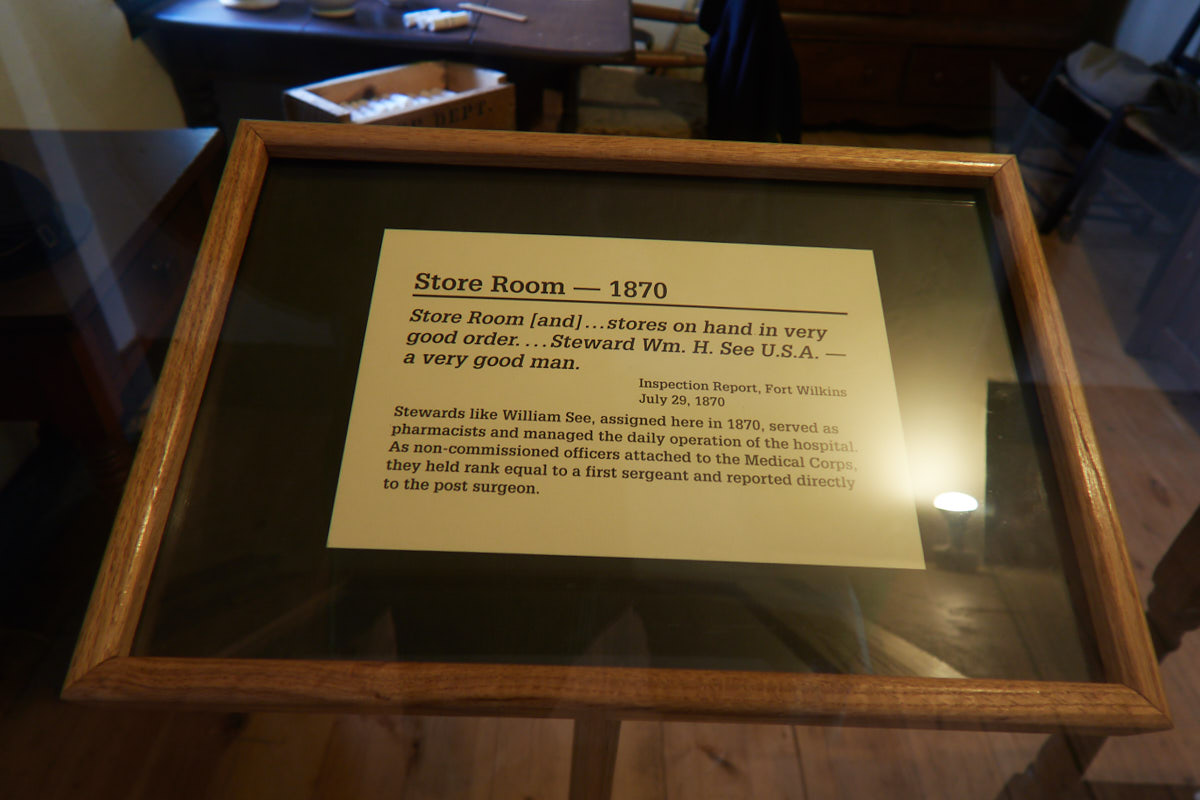 DEPT.
Store Room — 1870
Store Room [and]...stores on hand in very
good order. ... Steward Wm. H. See U.S.A. —
a very good man.
Inspection Report, Fort Wilkins
July 29, 1870
Stewards like William See, assigned here in 1870, served as
pharmacists and managed the daily operation of the hospital.
As non-commissioned officers attached to the Medical Corps,
they held rank equal to a first sergeant and reported directly
to the post surgeon.